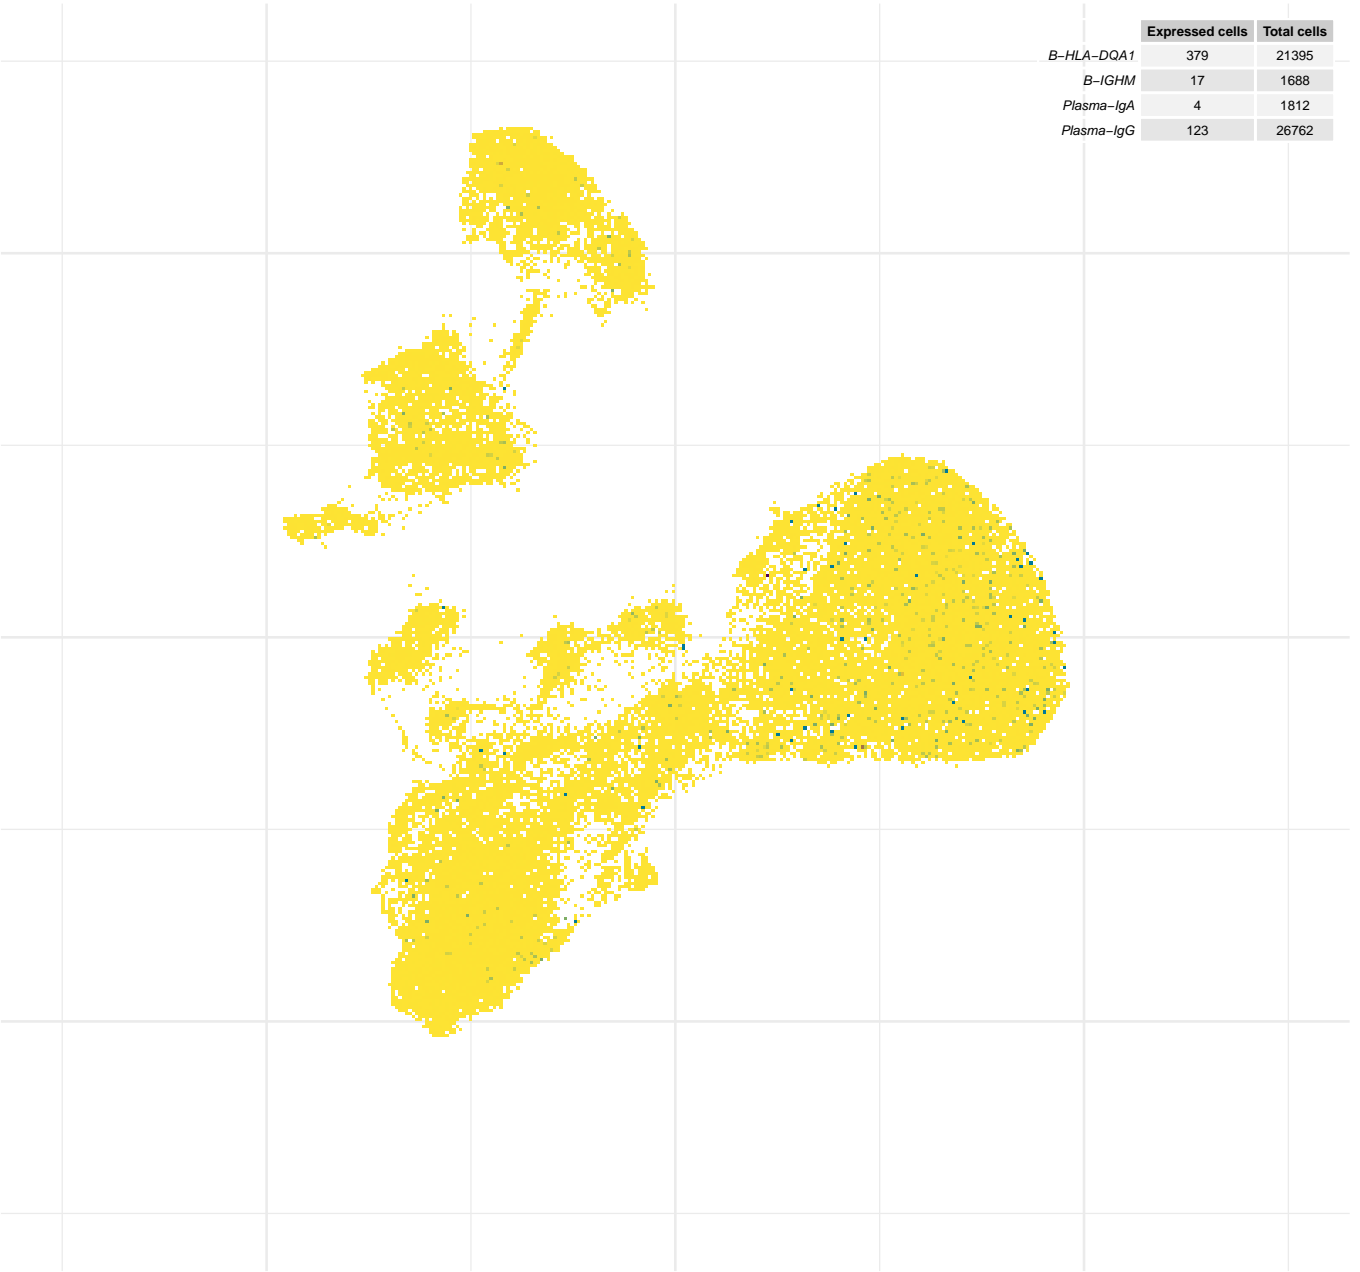 Expressed cells Total cells
B−HLA−DQA1 379 21395
B−IGHM 17 1688
Plasma−IgA 4 1812
Plasma−IgG 123 26762